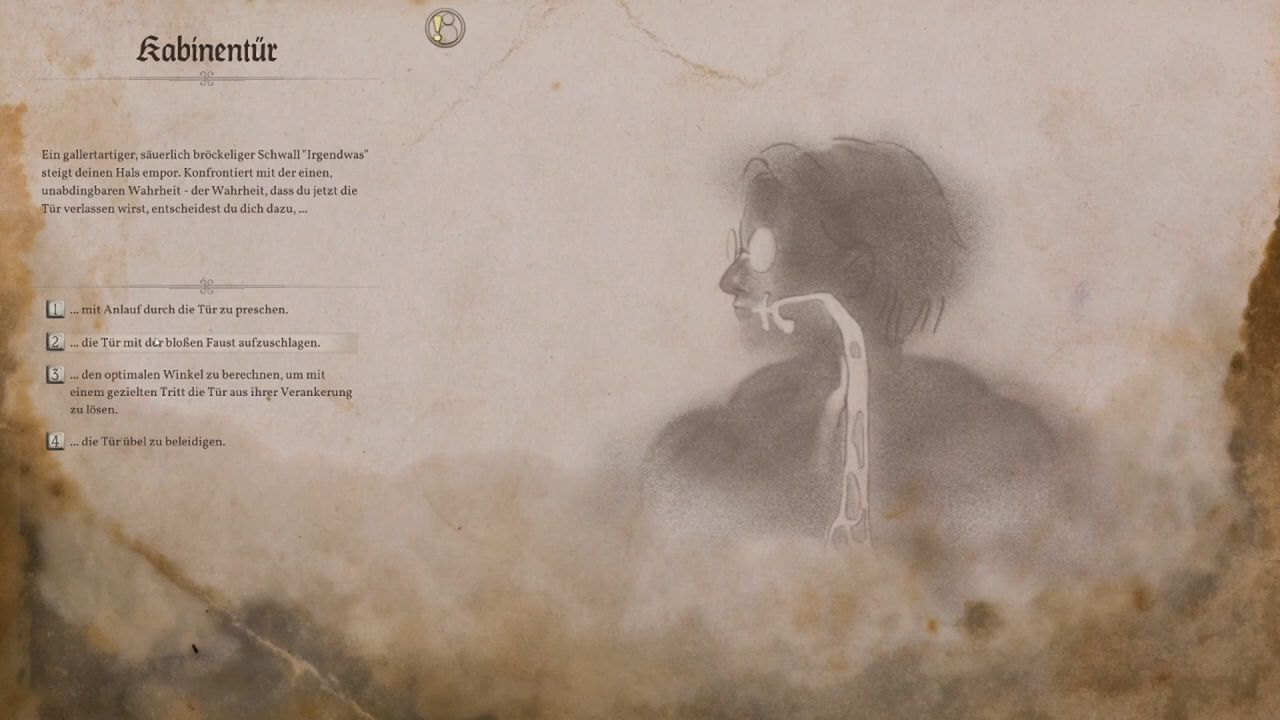 Kabinentür
Ein gallertartiger, säuerlich bröckeliger Schwall "Irgendwas"
steigt deinen Hals empor. Konfrontiert mit der einen,
unabdingbaren Wahrheit - der Wahrheit, dass du jetzt die
Tür verlassen wirst, entscheidest du dich dazu, ...
1 ... mit Anlauf durch die Tür zu preschen.
2 ... die Tür mit der bloßen Faust aufzuschlagen.
3 ... den optimalen Winkel zu berechnen, um mit
einem gezielten Tritt die Tür aus ihrer Verankerung
zu lösen.
4 ... die Tür übel zu beleidigen.